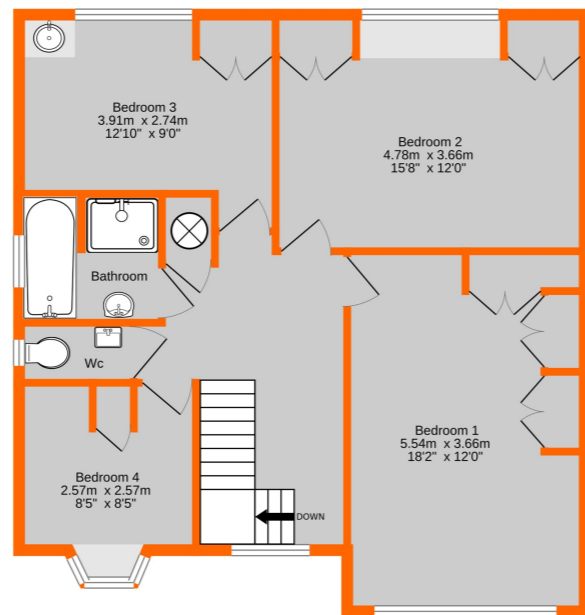 Bedroom 3
3.91m x 2.74m
12'10" x 9'0"
Bedroom 2
4.78m x 3.66m
15'8" x 12'0"
Bathroom
Wc
Bedroom 1
5.54m x 3.66m
18'2" x 12'0"
Bedroom 4
2.57m x 2.57m
8'5" x 8'5"
DOWN